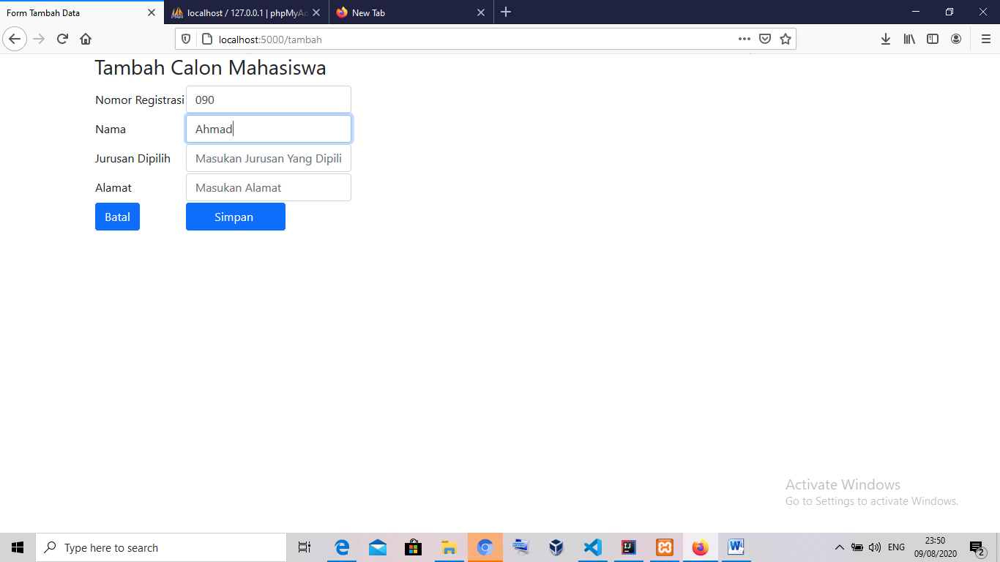 Form Tambah Data
localhost / 127.0.0.1 | phpMyAd
New Tab
localhost:5000/tambah
Tambah Calon Mahasiswa
Nomor Registrasi 090
Nama Ahmad
Jurusan Dipilih Masukan Jurusan Yang Dipili
Alamat Masukan Alamat
Batal Simpan
Activate Windows
Go to Settings to activate Windows.
Type here to search
ENG
23:50
09/08/2020
2